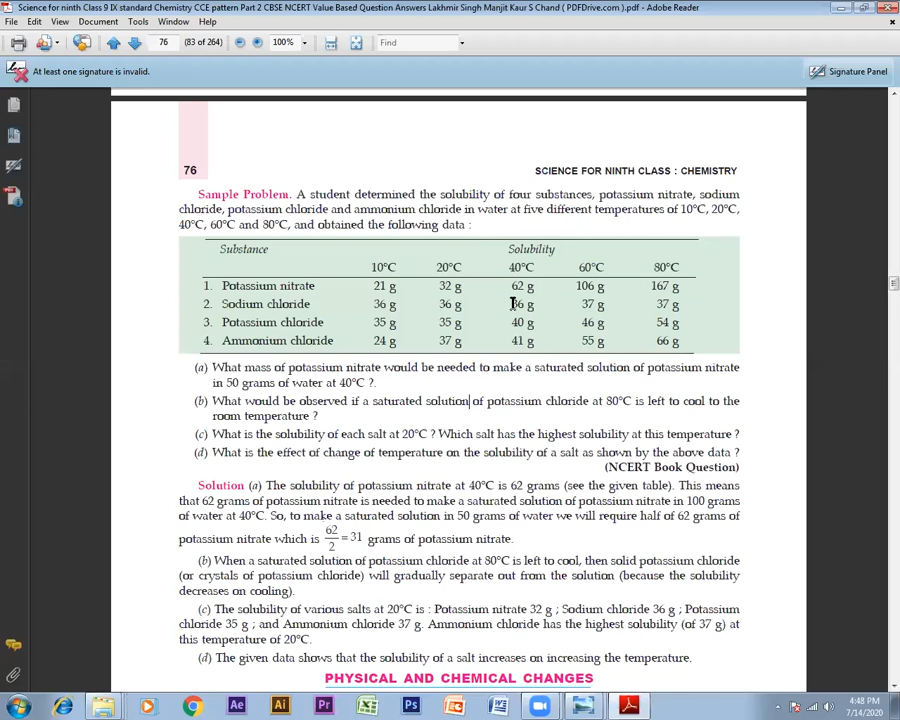 Science for ninth Class 9 IX standard Chemistry CCE pattern Part 2 CBSE NCERT Value Based Question Answers Lakhmir Singh Manjit Kaur S Chand ( PDFDrive.com ).pdf - Adobe Reader
File Edit View Document Tools Window Help
76 (83 of 264) 100% Find
At least one signature is invalid. Signature Panel
76 SCIENCE FOR NINTH CLASS : CHEMISTRY
Sample Problem. A student determined the solubility of four substances, potassium nitrate, sodium
chloride, potassium chloride and ammonium chloride in water at five different temperatures of 10°C, 20°C,
40°C, 60°C and 80°C, and obtained the following data :
Substance Solubility
10°C 20°C 40°C 60°C 80°C
1. Potassium nitrate 21 g 32 g 62 g 106 g 167 g
2. Sodium chloride 36 g 36 g 36 g 37 g 37 g
3. Potassium chloride 35 g 35 g 40 g 46 g 54 g
4. Ammonium chloride 24 g 37 g 41 g 55 g 66 g
(a) What mass of potassium nitrate would be needed to make a saturated solution of potassium nitrate
in 50 grams of water at 40°C ?.
(b) What would be observed if a saturated solution of potassium chloride at 80°C is left to cool to the
room temperature ?
(c) What is the solubility of each salt at 20°C ? Which salt has the highest solubility at this temperature ?
(d) What is the effect of change of temperature on the solubility of a salt as shown by the above data ?
(NCERT Book Question)
Solution (a) The solubility of potassium nitrate at 40°C is 62 grams (see the given table). This means
that 62 grams of potassium nitrate is needed to make a saturated solution of potassium nitrate in 100 grams
of water at 40°C. So, to make a saturated solution in 50 grams of water we will require half of 62 grams of
potassium nitrate which is 62/2 = 31 grams of potassium nitrate.
(b) When a saturated solution of potassium chloride at 80°C is left to cool, then solid potassium chloride
(or crystals of potassium chloride) will gradually separate out from the solution (because the solubility
decreases on cooling).
(c) The solubility of various salts at 20°C is : Potassium nitrate 32 g ; Sodium chloride 36 g ; Potassium
chloride 35 g ; and Ammonium chloride 37 g. Ammonium chloride has the highest solubility (of 37 g) at
this temperature of 20°C.
(d) The given data shows that the solubility of a salt increases on increasing the temperature.
PHYSICAL AND CHEMICAL CHANGES
Ae Ai Pr Ps
4:48 PM
7/14/2020